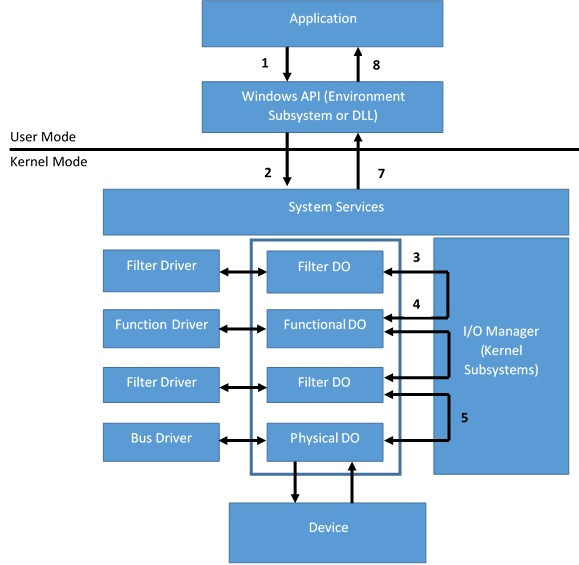 Application
1
8
Windows API (Environment
Subsystem or DLL)
User Mode
Kernel Mode
2
7
System Services
Filter Driver
Filter DO
3
4
Function Driver
Functional DO
I/O Manager
(Kernel
Subsystems)
Filter Driver
Filter DO
5
Bus Driver
Physical DO
Device